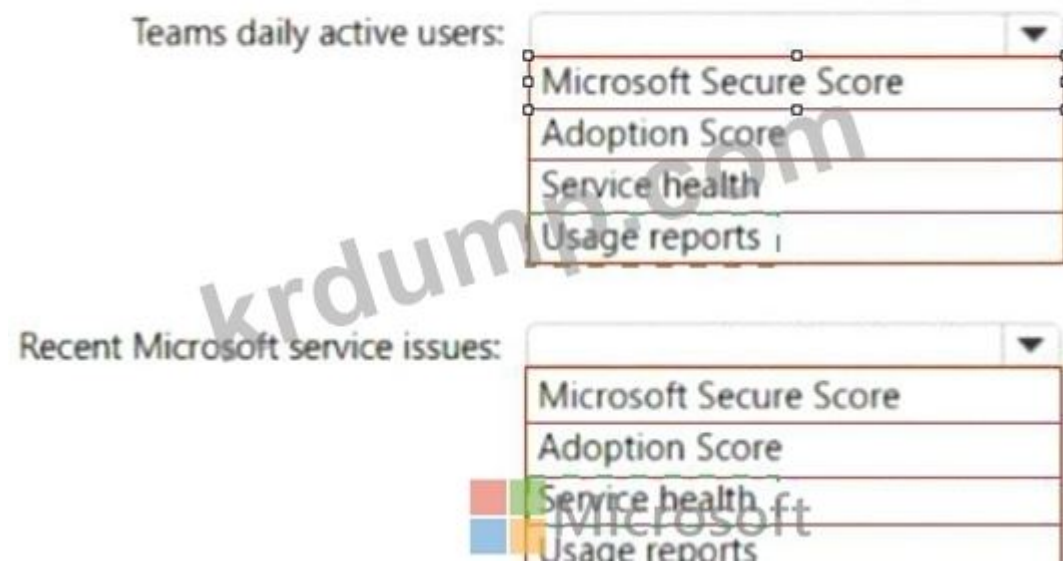 Teams daily active users:
Microsoft Secure Score
Adoption Score
Service health
Usage reports
krdump.com
Recent Microsoft service issues:
Microsoft Secure Score
Adoption Score
Service health
Microsoft
Usage reports